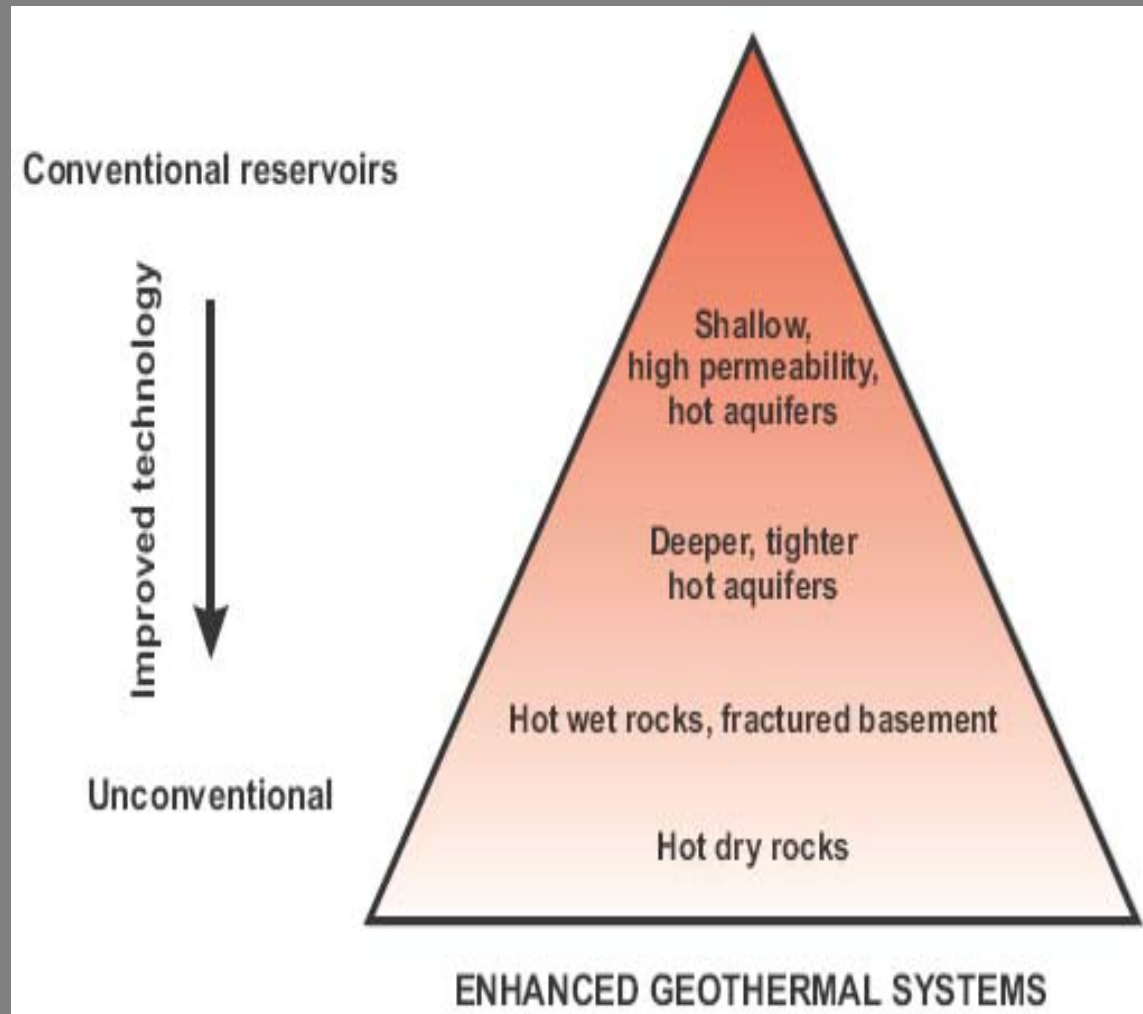 Conventional reservoirs
Improved technology
Unconventional
Shallow,
high permeability,
hot aquifers
Deeper, tighter
hot aquifers
Hot wet rocks, fractured basement
Hot dry rocks
ENHANCED GEOTHERMAL SYSTEMS